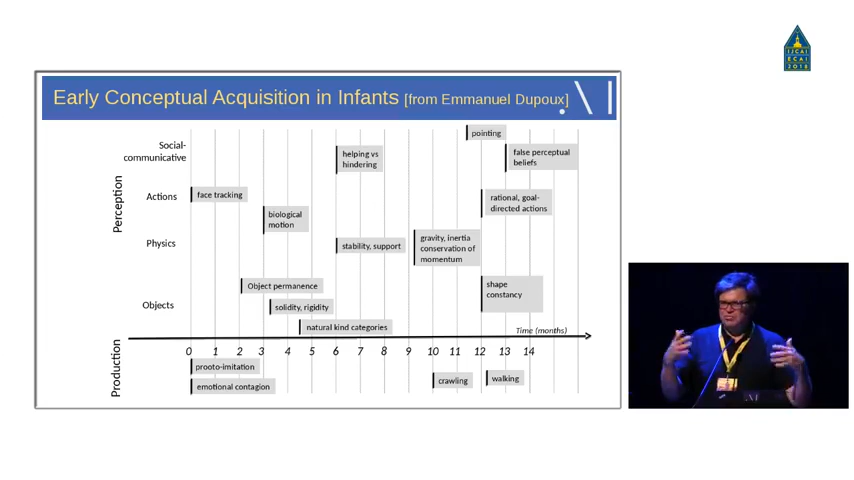 IJCAI
ECAI
2018
Early Conceptual Acquisition in Infants [from Emmanuel Dupoux]
pointing
Social-
communicative
helping vs
hindering
false perceptual
beliefs
Perception
Actions
face tracking
rational, goal-
directed actions
biological
motion
Physics
stability, support
gravity, inertia
conservation of
momentum
Object permanence
shape
constancy
Objects
solidity, rigidity
natural kind categories
Time (months)
0 1 2 3 4 5 6 7 8 9 10 11 12 13 14
Production
prooto-imitation
emotional contagion
crawling
walking